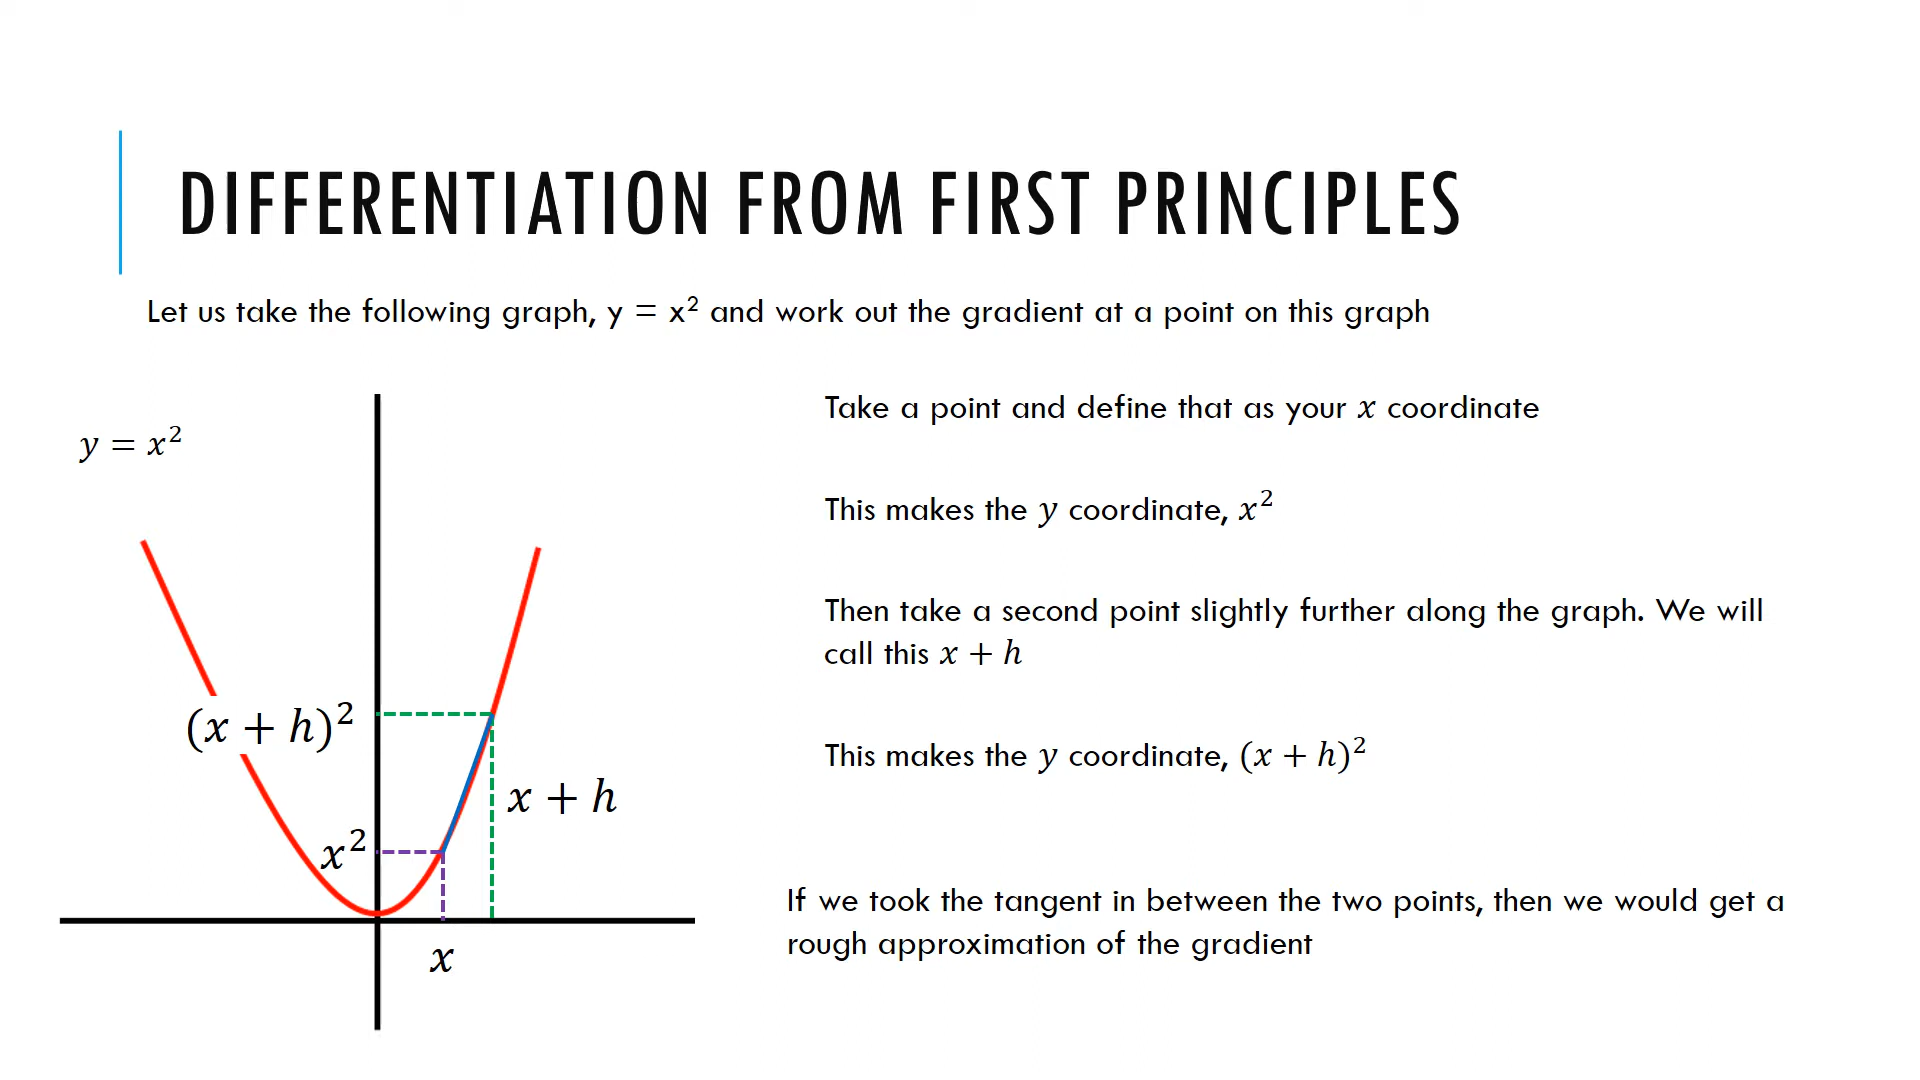 DIFFERENTIATION FROM FIRST PRINCIPLES
Let us take the following graph, y = x² and work out the gradient at a point on this graph
y = x²
Take a point and define that as your x coordinate
This makes the y coordinate, x²
Then take a second point slightly further along the graph. We will
call this x + h
(x + h)²
This makes the y coordinate, (x + h)²
x + h
x²
x
If we took the tangent in between the two points, then we would get a
rough approximation of the gradient